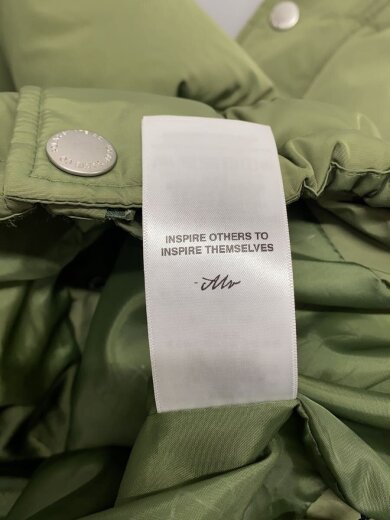 INSPIRE OTHERS TO
INSPIRE THEMSELVES